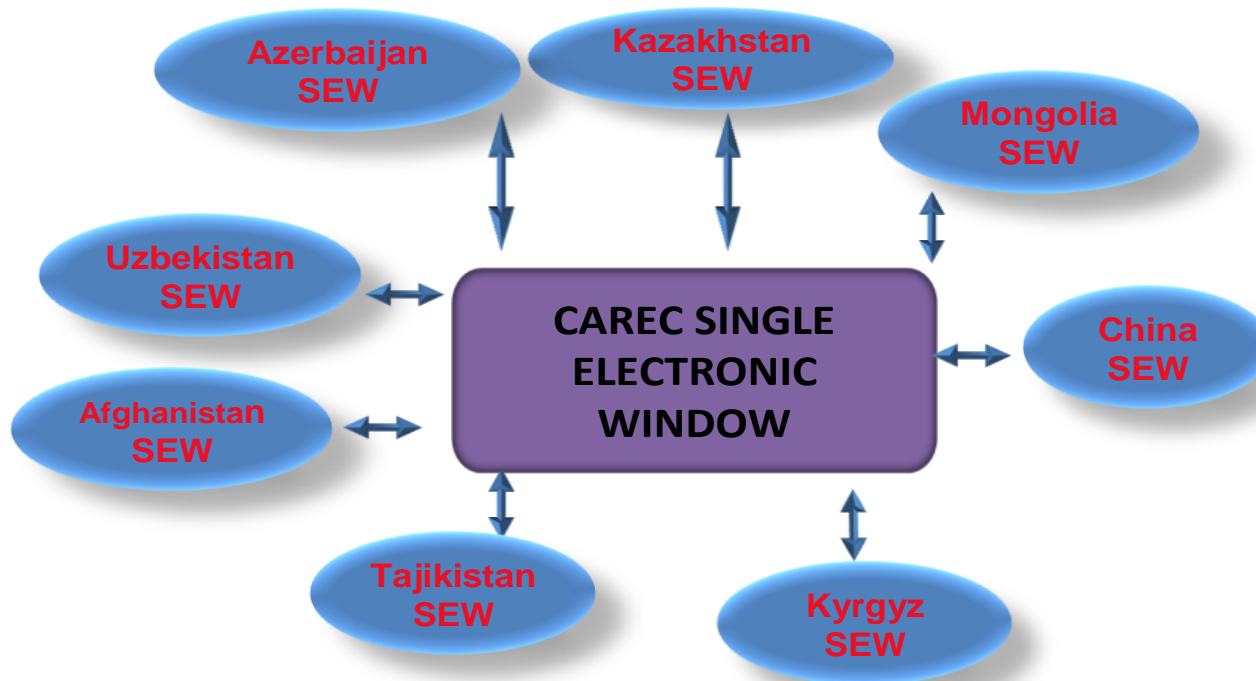 Azerbaijan
SEW
Kazakhstan
SEW
Mongolia
SEW
Uzbekistan
SEW
CAREC SINGLE
ELECTRONIC
WINDOW
China
SEW
Afghanistan
SEW
Tajikistan
SEW
Kyrgyz
SEW